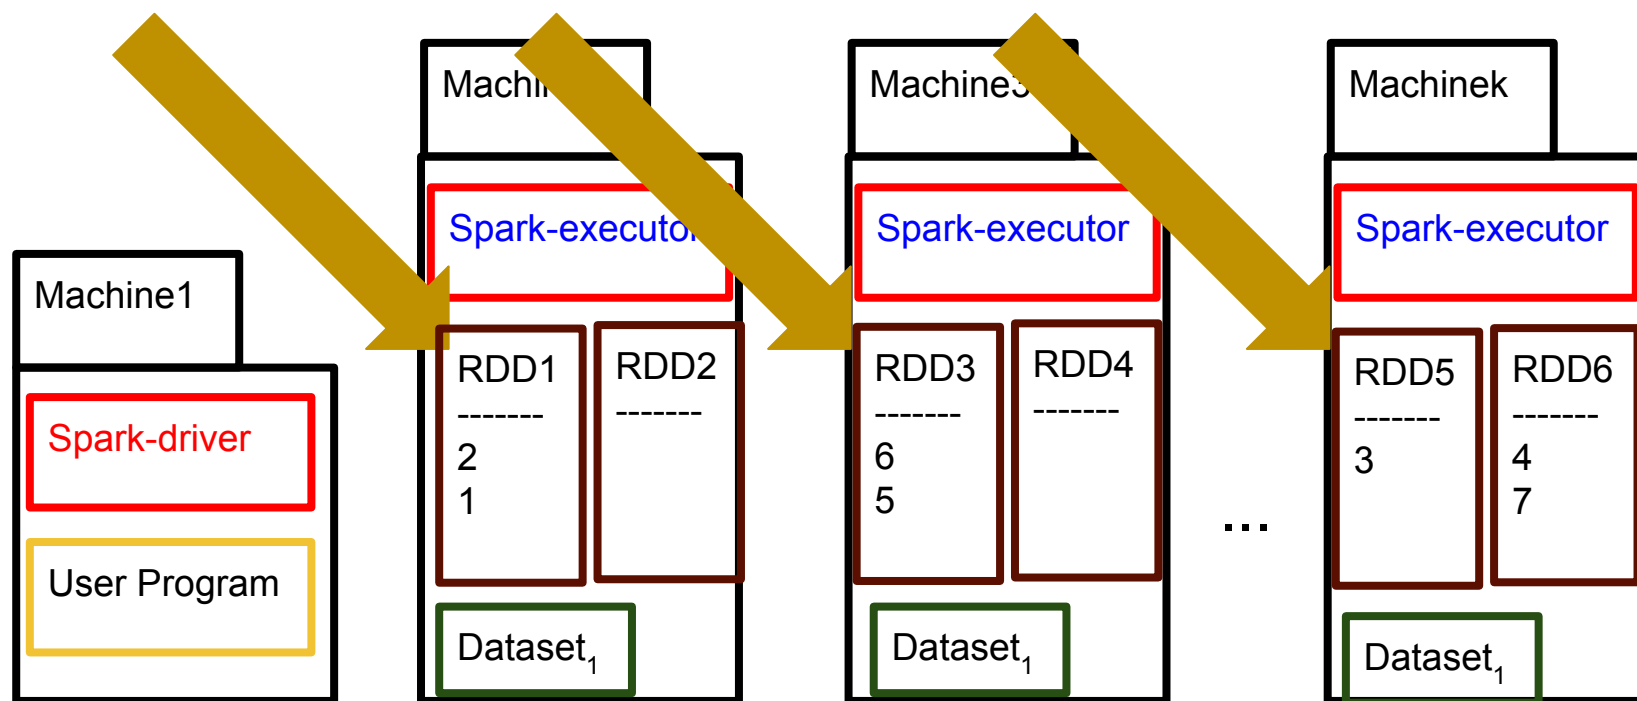 Machine1
Spark-driver
User Program
Spark-executor
RDD1
-------
2
1
RDD2
-------
Dataset₁
Machine3
Spark-executor
RDD3
-------
6
5
RDD4
-------
Dataset₁
...
Machinek
Spark-executor
RDD5
-------
3
RDD6
-------
4
7
Dataset₁